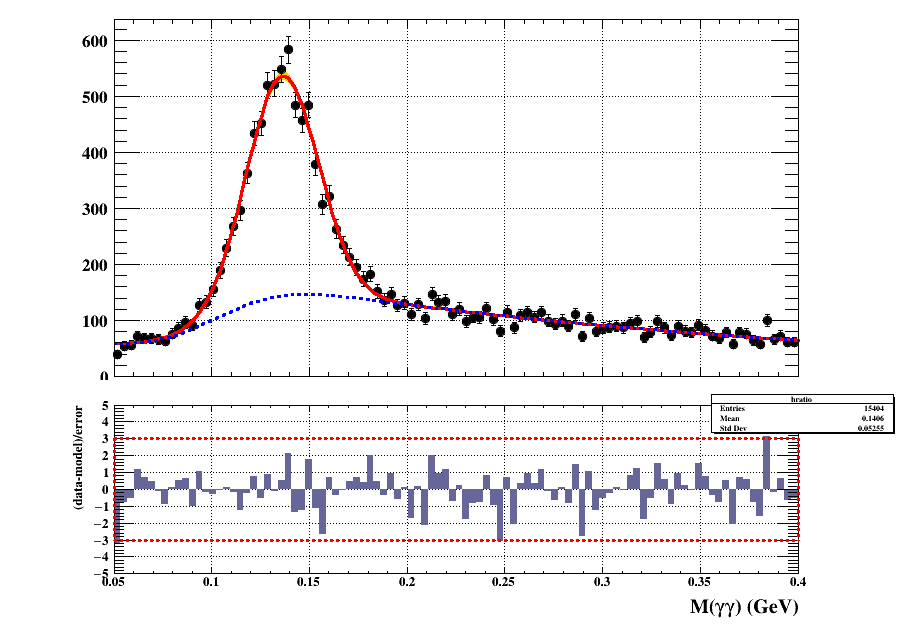 600
500
400
300
200
100
0
hratio
Entries 15404
Mean 0.1406
Std Dev 0.05255
(data-model)/error
5
4
3
2
1
0
−1
−2
−3
−4
−5
0.05 0.1 0.15 0.2 0.25 0.3 0.35 0.4
M(γγ) (GeV)